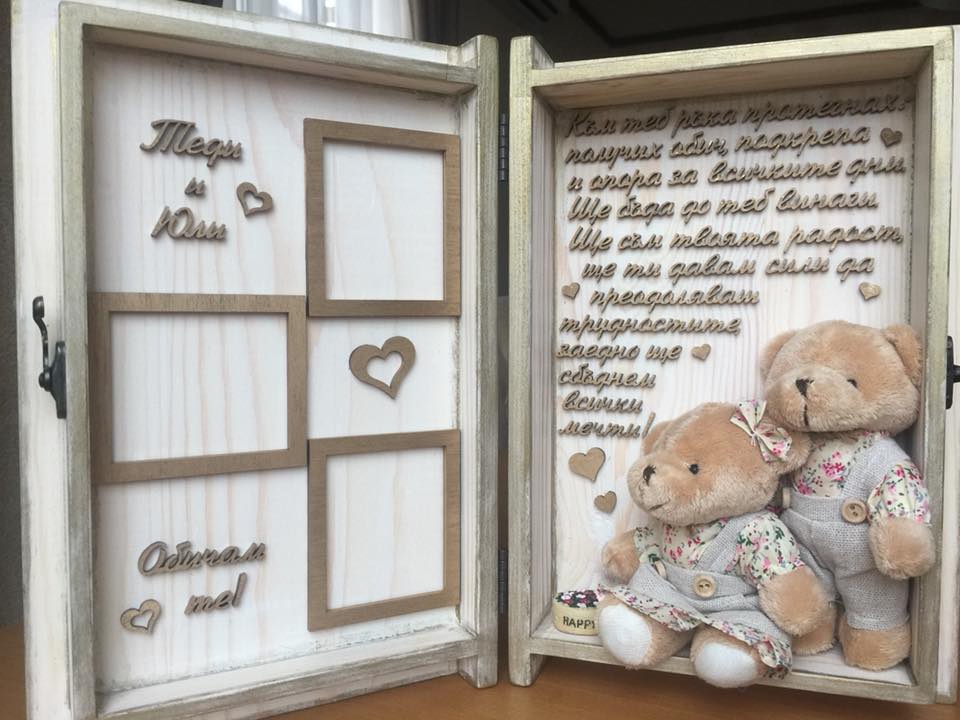 Теди
и
Юли
Обичам
те!
Към теб ръка протегнах:
получих обич, подкрепа
и опора за всичките дни.
Ще бъда до теб винаги
Ще съм твоята радост,
ще ти давам сили да
преодоляваш
трудностите
заедно ще
сбъднем
всички
мечти!
HAPPY